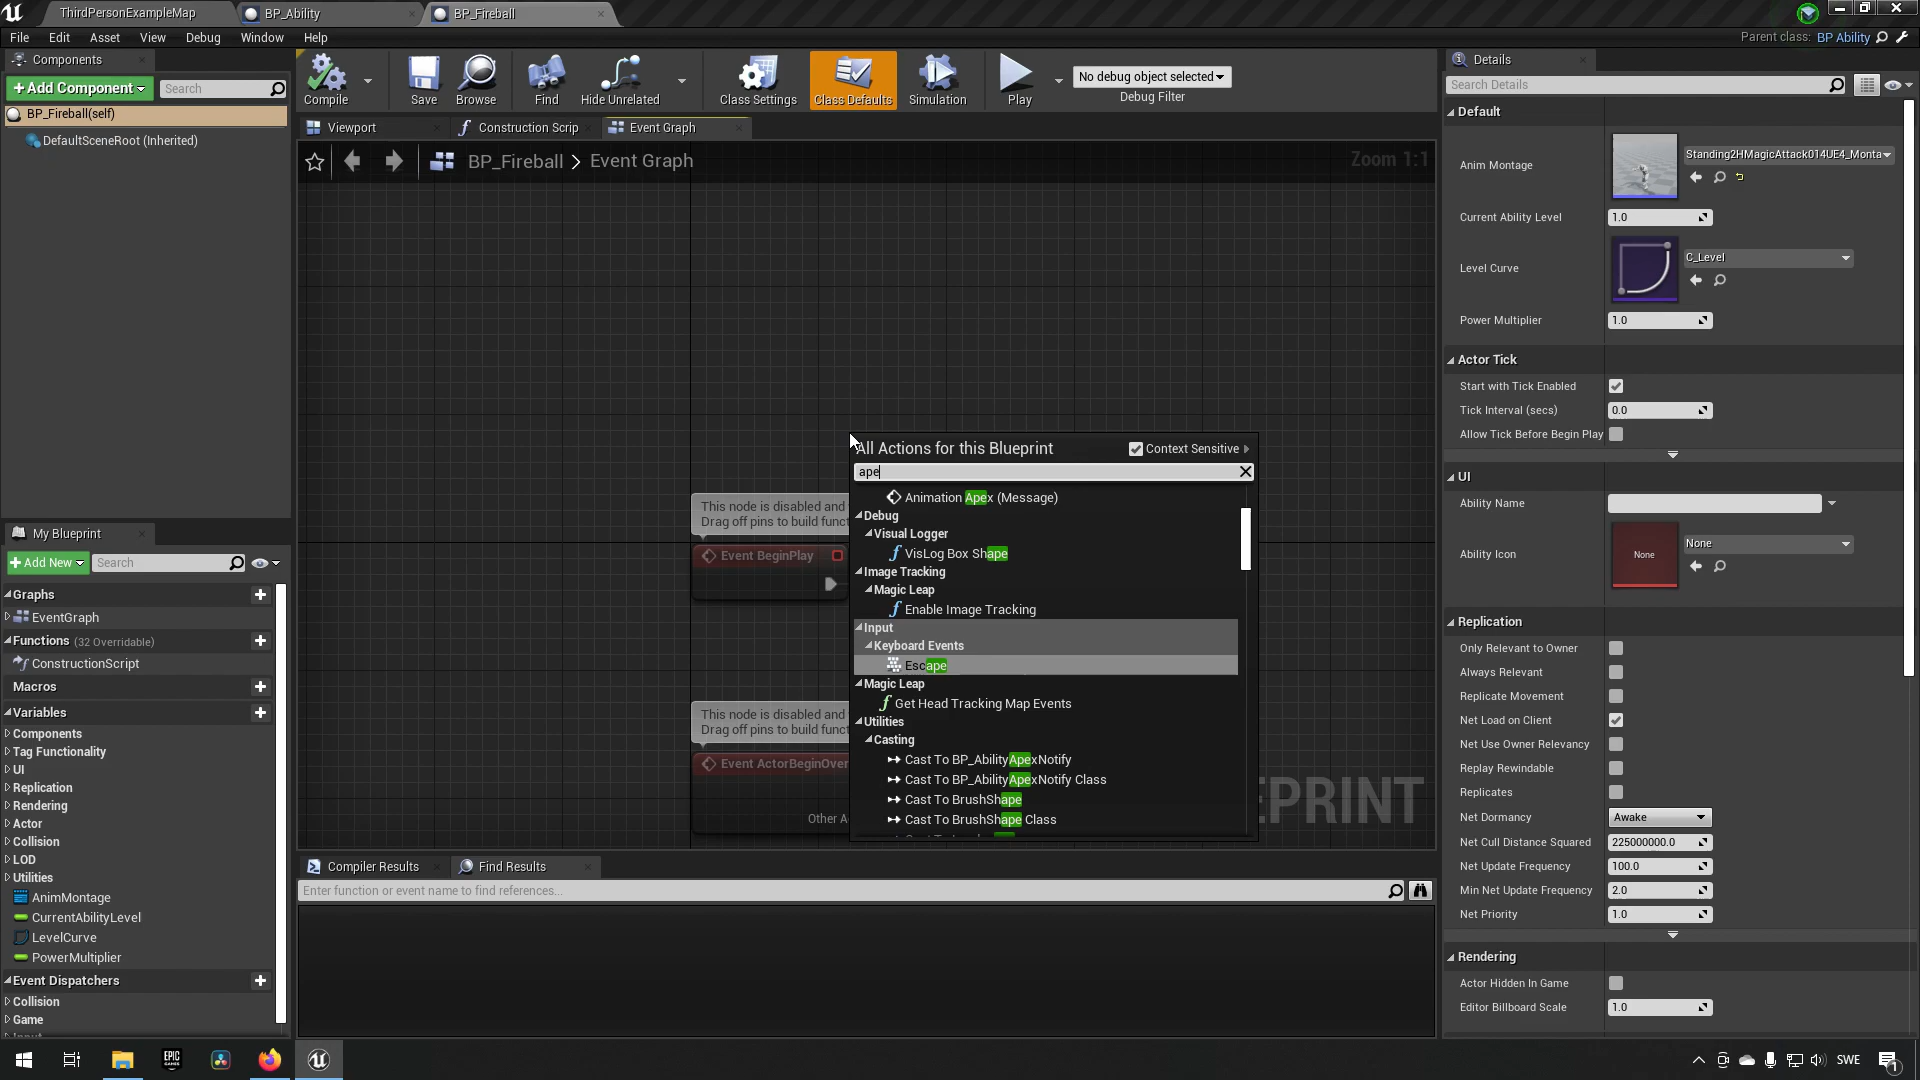 ThirdPersonExampleMap
BP_Ability
BP_Fireball
File Edit Asset View Debug Window Help
Parent class: BP Ability
Components
+Add Component
Search
BP_Fireball(self)
DefaultSceneRoot (Inherited)
Compile
Save
Browse
Find
Hide Unrelated
Class Settings
Class Defaults
Simulation
Play
No debug object selected
Debug Filter
Viewport
Construction Scrip
Event Graph
BP_Fireball > Event Graph
Zoom 1:1
This node is disabled and
Drag off pins to build funct
Event BeginPlay
This node is disabled and
Drag off pins to build funct
Event ActorBeginOver
Other A
EPRINT
All Actions for this Blueprint
Context Sensitive
ape
Animation Apex (Message)
Debug
Visual Logger
VisLog Box Shape
Image Tracking
Magic Leap
Enable Image Tracking
Input
Keyboard Events
Escape
Magic Leap
Get Head Tracking Map Events
Utilities
Casting
Cast To BP_AbilityApexNotify
Cast To BP_AbilityApexNotify Class
Cast To BrushShape
Cast To BrushShape Class
My Blueprint
+Add New
Search
Graphs
EventGraph
Functions (32 Overridable)
ConstructionScript
Macros
Variables
Components
Tag Functionality
UI
Replication
Rendering
Actor
Collision
LOD
Utilities
AnimMontage
CurrentAbilityLevel
LevelCurve
PowerMultiplier
Event Dispatchers
Collision
Game
Compiler Results
Find Results
Enter function or event name to find references...
Details
Search Details
Default
Anim Montage
Standing2HMagicAttack014UE4_Monta
Current Ability Level
1.0
Level Curve
C_Level
Power Multiplier
1.0
Actor Tick
Start with Tick Enabled
Tick Interval (secs)
0.0
Allow Tick Before Begin Play
UI
Ability Name
Ability Icon
None
None
Replication
Only Relevant to Owner
Always Relevant
Replicate Movement
Net Load on Client
Net Use Owner Relevancy
Replay Rewindable
Replicates
Net Dormancy
Awake
Net Cull Distance Squared
225000000.0
Net Update Frequency
100.0
Min Net Update Frequency
2.0
Net Priority
1.0
Rendering
Actor Hidden In Game
Editor Billboard Scale
1.0
EPIC
GAMES
SWE
1